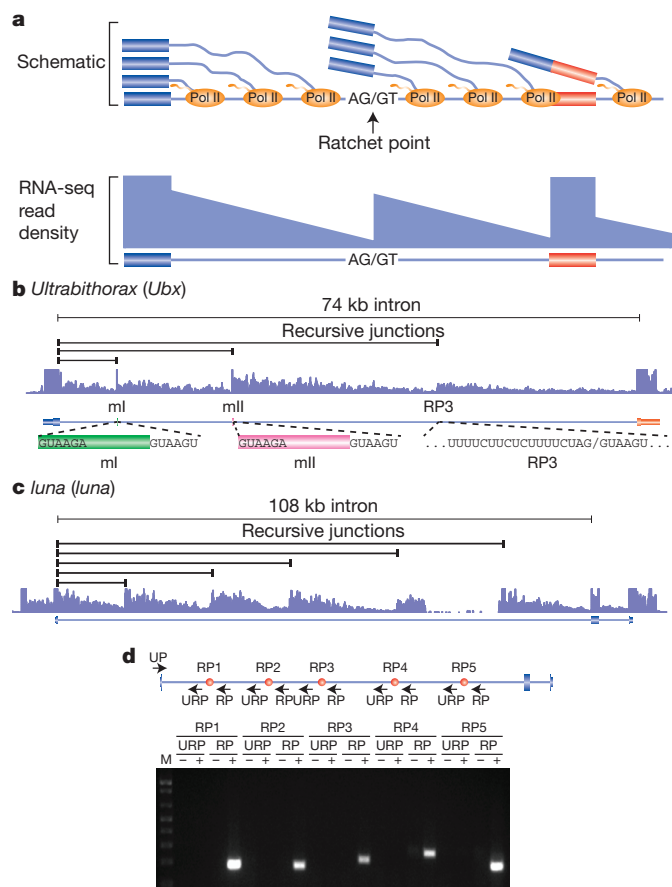 a
Schematic
Pol II Pol II Pol II AG/GT Pol II Pol II Pol II Pol II
Ratchet point
RNA-seq
read
density
AG/GT
b Ultrabithorax (Ubx)
74 kb intron
Recursive junctions
mI mII RP3
GUAAGA GUAAGU GUAAGA GUAAGU ...UUUUCUUCUCUUUUCUAG/GUAAGU...
mI mII RP3
c luna (luna)
108 kb intron
Recursive junctions
d
UP
RP1 RP2 RP3 RP4 RP5
URP RP URP RP URP RP URP RP URP RP
RP1 RP2 RP3 RP4 RP5
URP RP URP RP URP RP URP RP URP RP
M − + − + − + − + − + − + − + − + − + − +